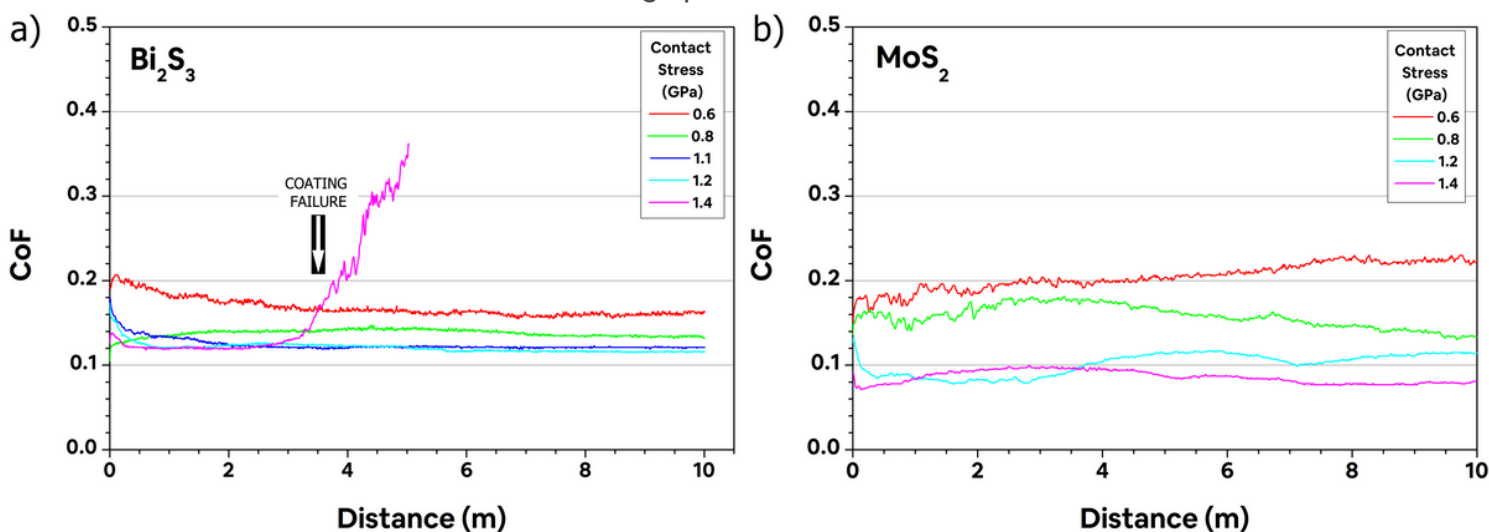 a)
0.5
0.4
0.3
0.2
0.1
0.0
CoF
Bi2S3
Contact
Stress
(GPa)
0.6
0.8
1.1
1.2
1.4
COATING
FAILURE
0 2 4 6 8 10
Distance (m)
b)
0.5
0.4
0.3
0.2
0.1
0.0
CoF
MoS2
Contact
Stress
(GPa)
0.6
0.8
1.2
1.4
0 2 4 6 8 10
Distance (m)